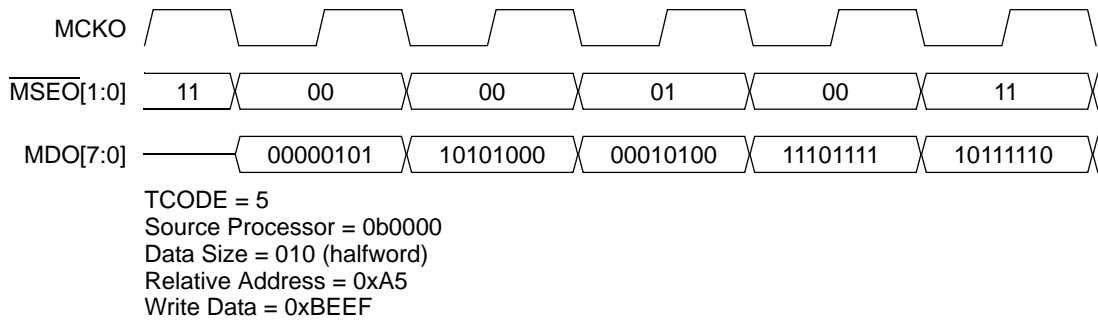 MCKO
MSEO[1:0] 11 00 00 01 00 11
MDO[7:0] 00000101 10101000 00010100 11101111 10111110
TCODE = 5
Source Processor = 0b0000
Data Size = 010 (halfword)
Relative Address = 0xA5
Write Data = 0xBEEF